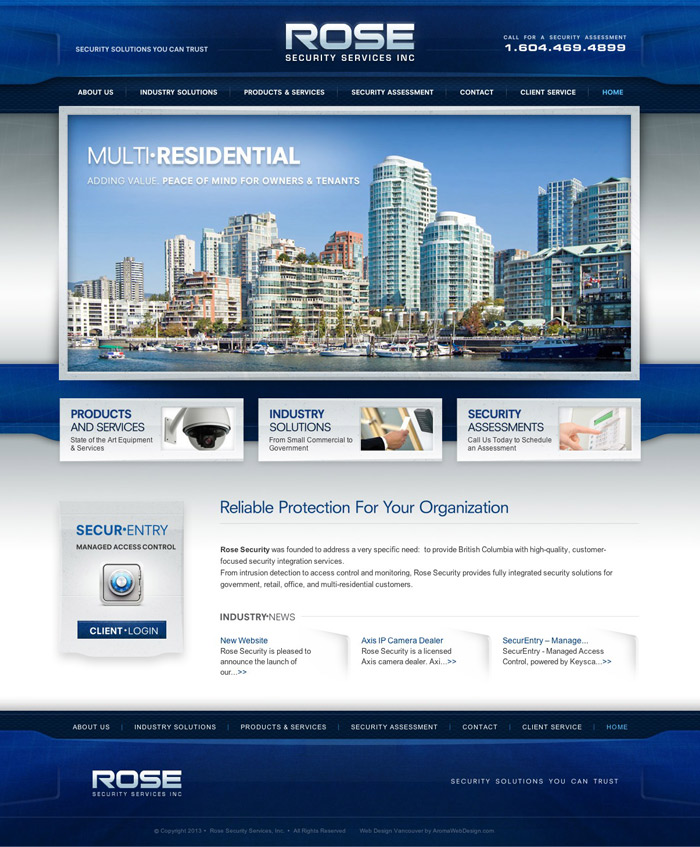 SECURITY SOLUTIONS YOU CAN TRUST
ROSE
SECURITY SERVICES INC
CALL FOR A SECURITY ASSESSMENT
1.604.469.4899
ABOUT US
INDUSTRY SOLUTIONS
PRODUCTS & SERVICES
SECURITY ASSESSMENT
CONTACT
CLIENT SERVICE
HOME
MULTI•RESIDENTIAL
ADDING VALUE. PEACE OF MIND FOR OWNERS & TENANTS
PRODUCTS
AND SERVICES
State of the Art Equipment
& Services
INDUSTRY
SOLUTIONS
From Small Commercial to
Government
SECURITY
ASSESSMENTS
Call Us Today to Schedule
an Assessment
SECUR•ENTRY
MANAGED ACCESS CONTROL
CLIENT•LOGIN
Reliable Protection For Your Organization
Rose Security was founded to address a very specific need:  to provide British Columbia with high-quality, customer-
focused security integration services.
From intrusion detection to access control and monitoring, Rose Security provides fully integrated security solutions for
government, retail, office, and multi-residential customers.
INDUSTRY•NEWS
New Website
Rose Security is pleased to
announce the launch of
our...>>
Axis IP Camera Dealer
Rose Security is a licensed
Axis camera dealer. Axi...>>
SecurEntry – Manage...
SecurEntry - Managed Access
Control, powered by Keysca...>>
ABOUT US
INDUSTRY SOLUTIONS
PRODUCTS & SERVICES
SECURITY ASSESSMENT
CONTACT
CLIENT SERVICE
HOME
ROSE
SECURITY SERVICES INC
SECURITY SOLUTIONS YOU CAN TRUST
© Copyright 2013 • Rose Security Services, Inc. • All Rights Reserved
Web Design Vancouver by AromaWebDesign.com